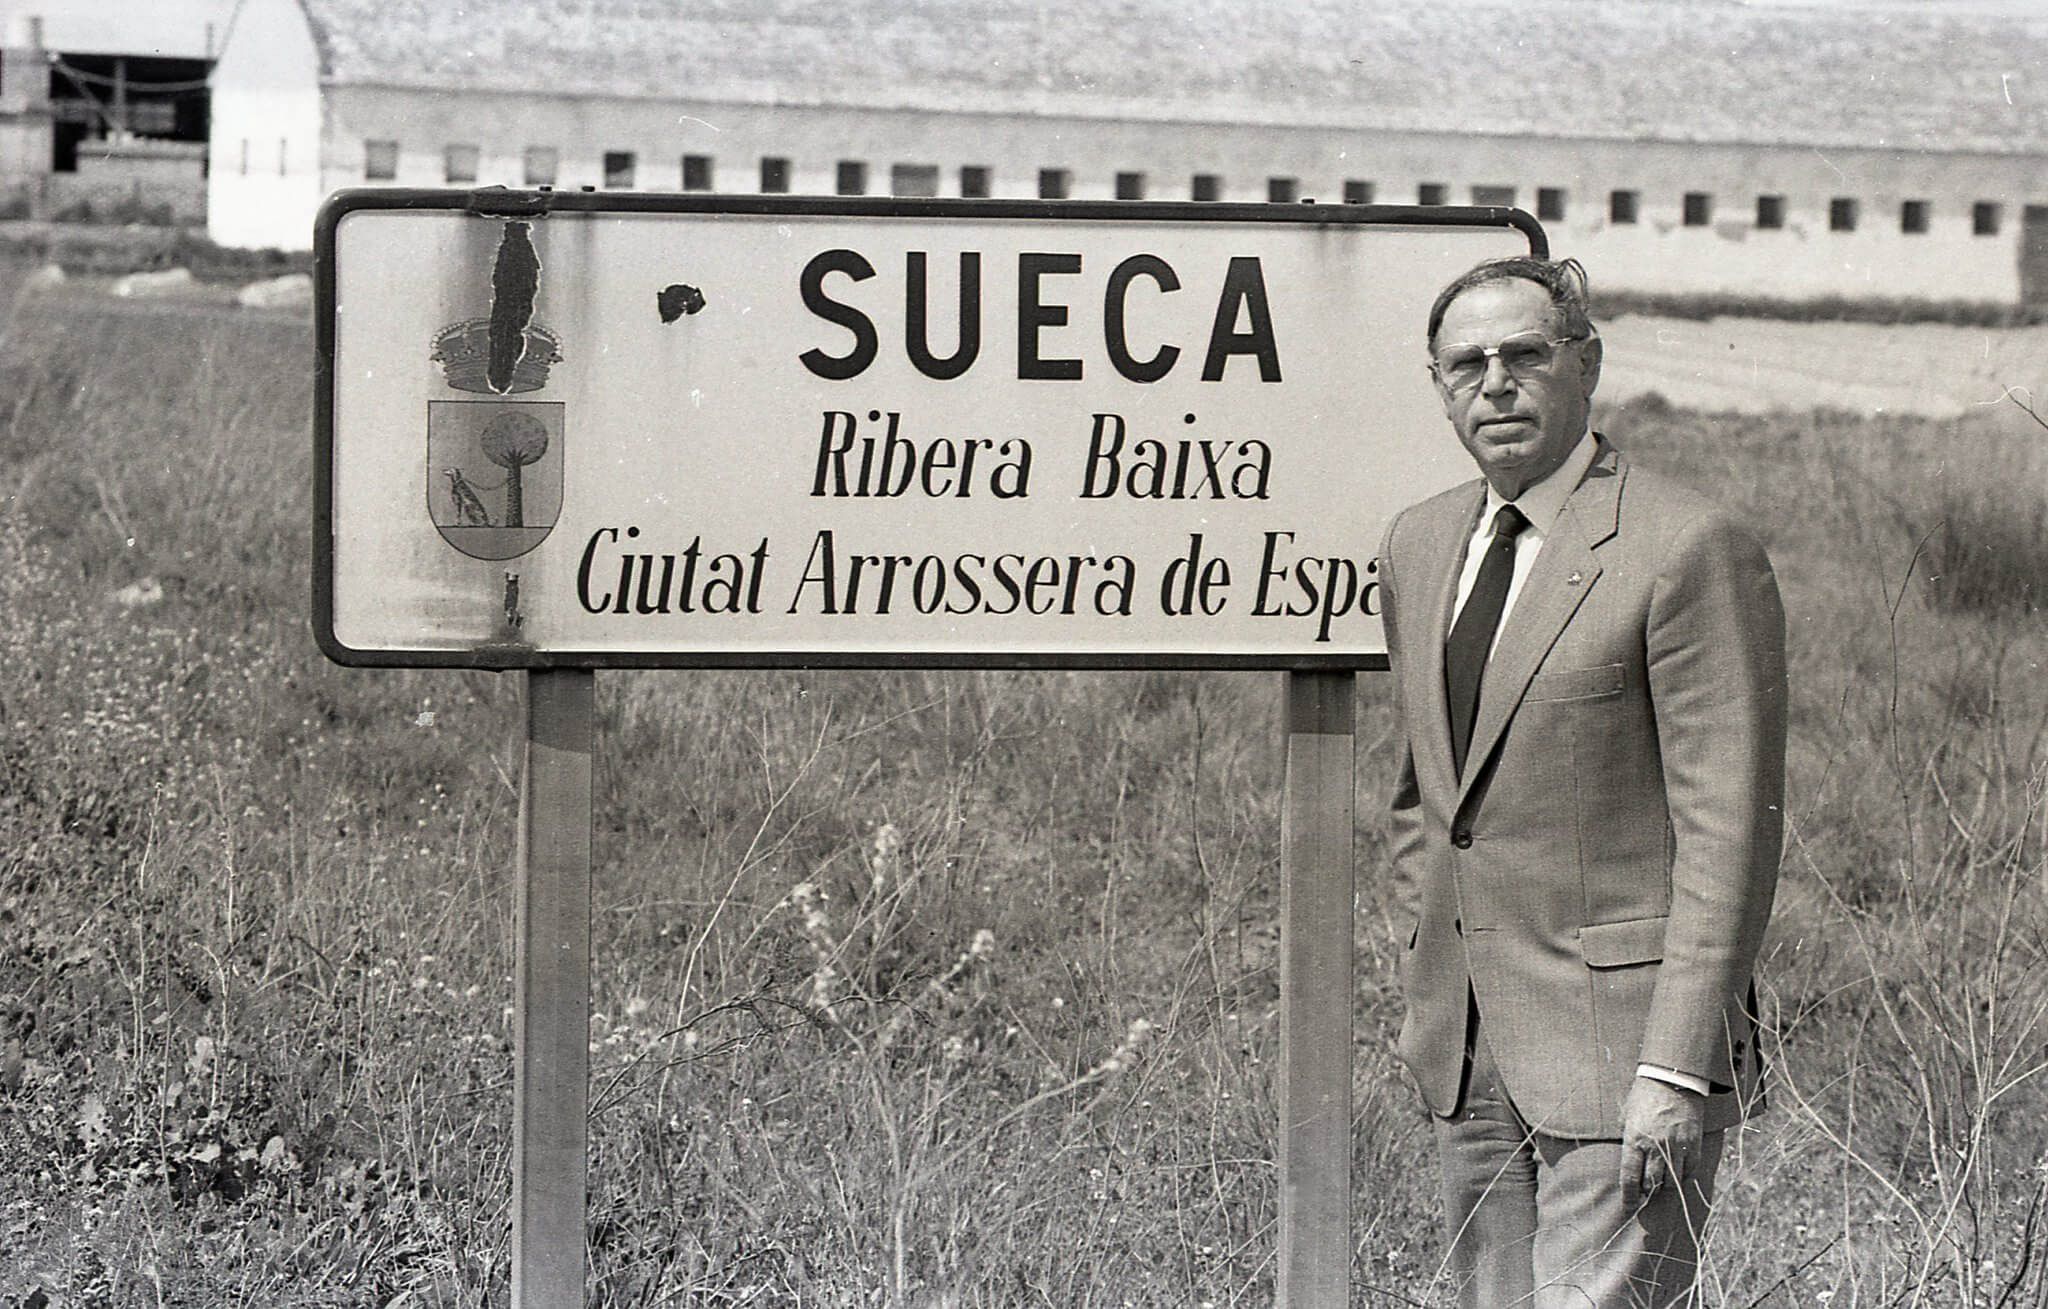 SUECA
Ribera Baixa
Ciutat Arrossera de Espa